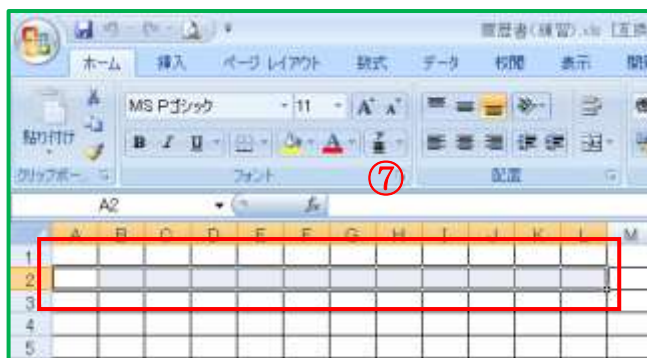 履歴書(練習).xls [互換
ホーム 挿入 ページ レイアウト 数式 データ 校閲 表示 開発
貼り付け MS Pゴシック 11 A A
B I U A
クリップボー... フォント ⑦ 配置
A2 fx
A B C D E F G H I J K L M
1
2
3
4
5